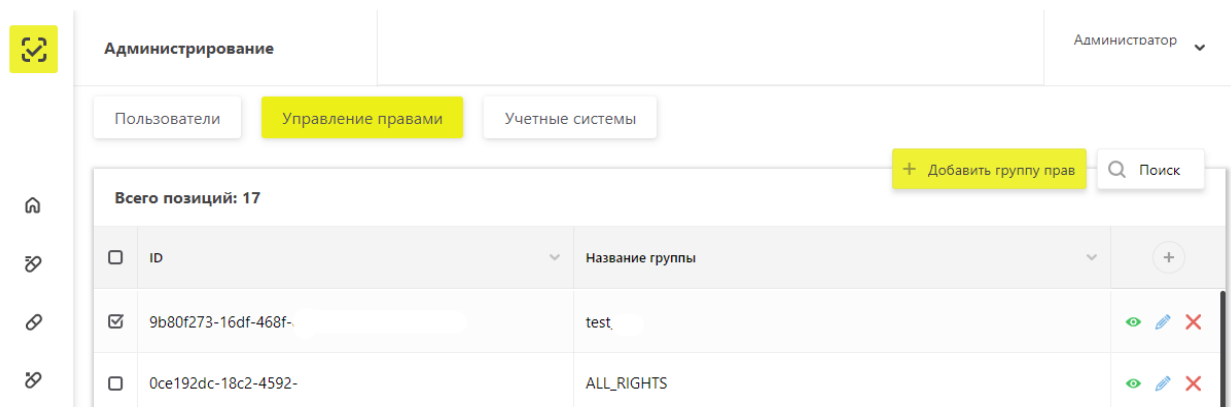 Администрирование
Администратор
Пользователи
Управление правами
Учетные системы
+ Добавить группу прав
Поиск
Всего позиций: 17
ID
Название группы
9b80f273-16df-468f-
test
0ce192dc-18c2-4592-
ALL_RIGHTS